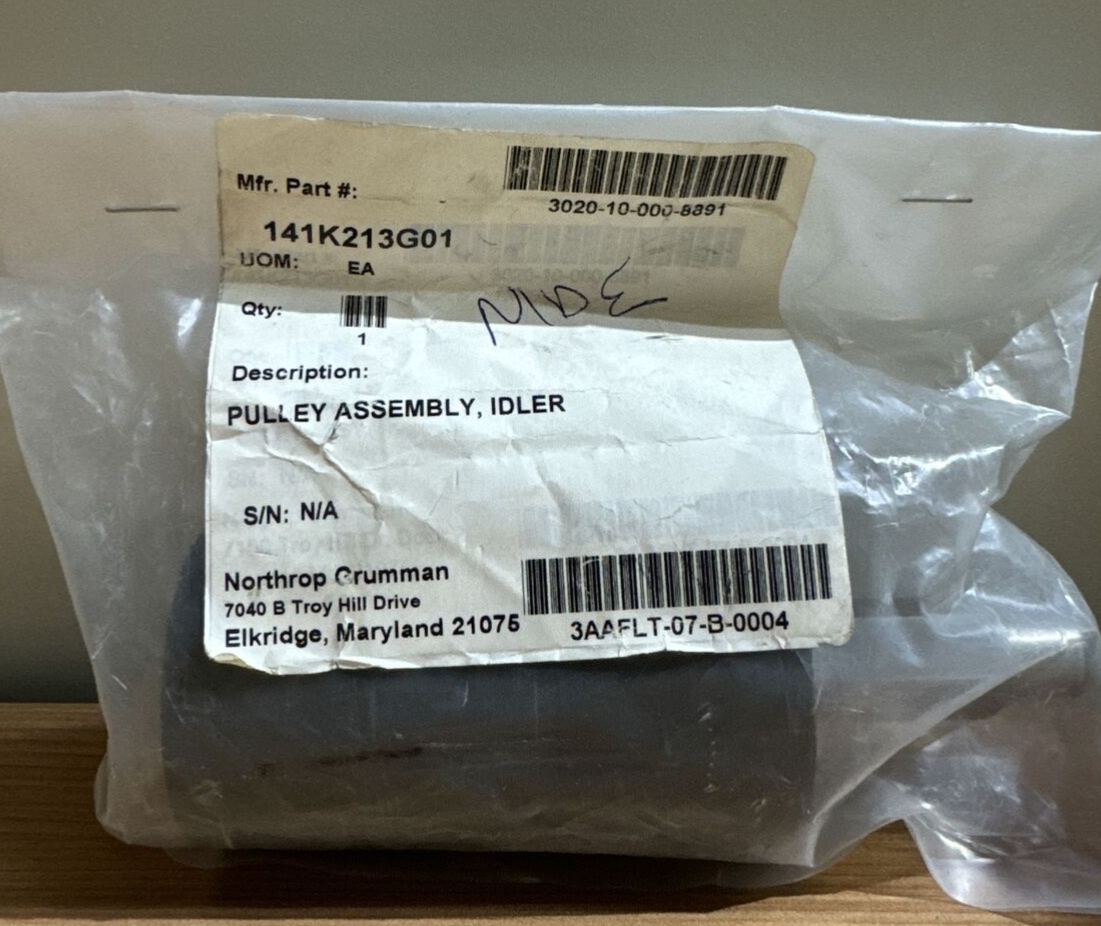 Mfr. Part #:
3020-10-000-8891
141K213G01
UOM: EA
Qty:
1
Description:
PULLEY ASSEMBLY, IDLER
S/N: N/A
Northrop Grumman
7040 B Troy Hill Drive
Elkridge, Maryland 21075
3AAFLT-07-B-0004